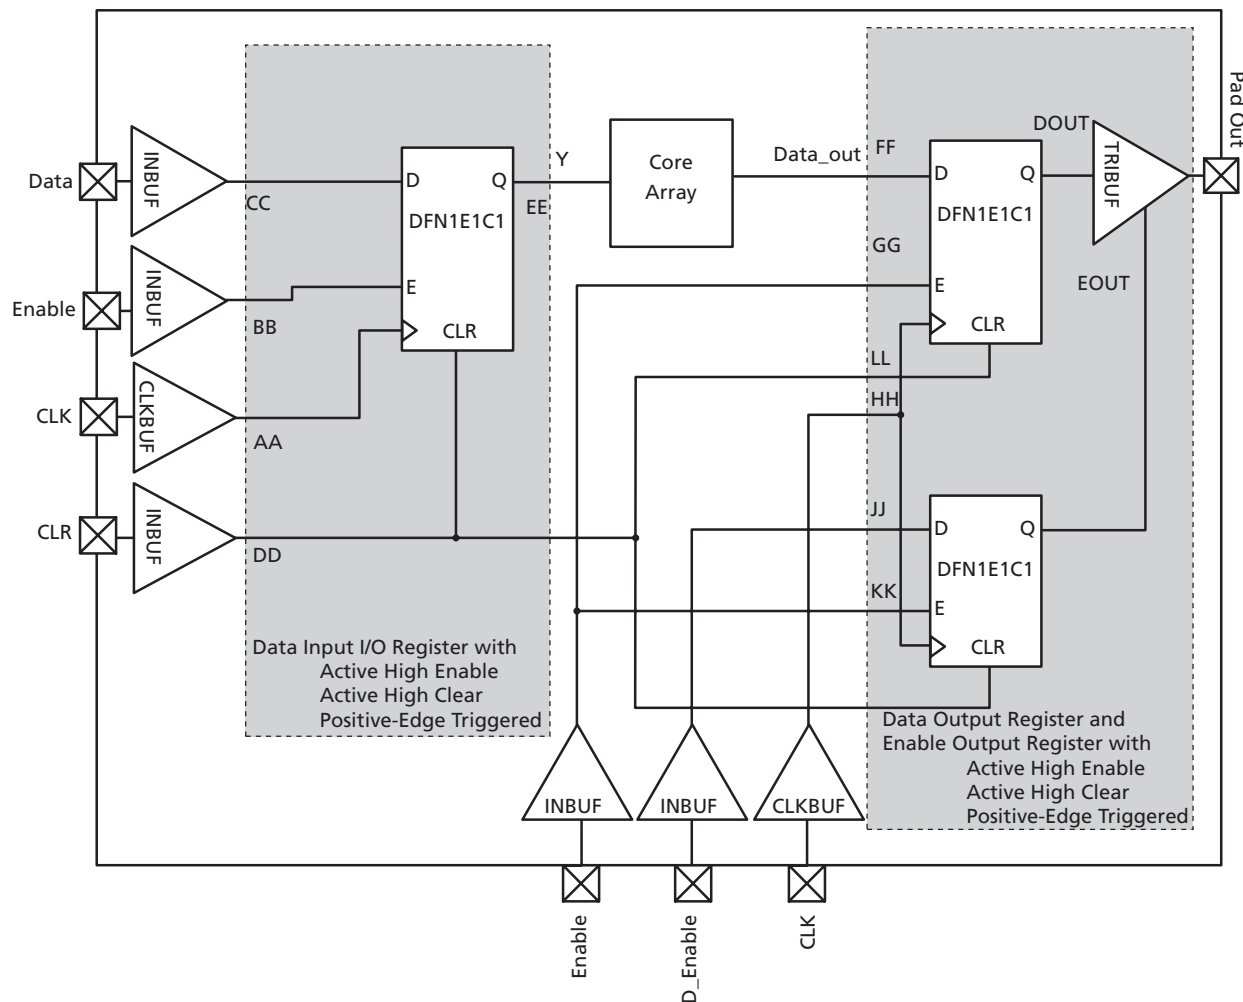 Pad Out
DOUT
TRIBUF
Data
INBUF
CC
D
Q
DFN1E1C1
E
CLR
Y
EE
Core
Array
Data_out
FF
D
Q
DFN1E1C1
GG
E
CLR
EOUT
Enable
INBUF
BB
CLK
CLKBUF
AA
LL
HH
CLR
INBUF
DD
JJ
D
Q
DFN1E1C1
KK
E
CLR
Data Input I/O Register with
Active High Enable
Active High Clear
Positive-Edge Triggered
Data Output Register and
Enable Output Register with
Active High Enable
Active High Clear
Positive-Edge Triggered
INBUF
INBUF
CLKBUF
Enable
D_Enable
CLK